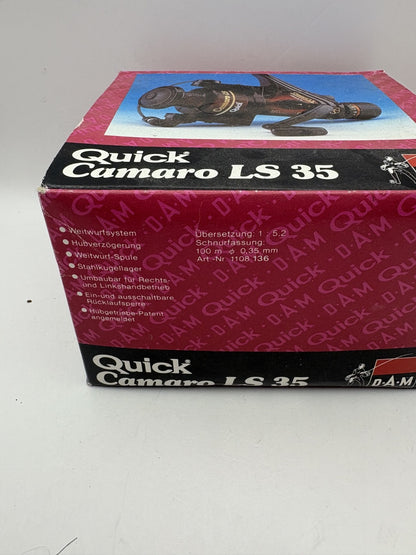 Quick®
Camaro LS 35
Weitwurfsystem
Hubverzögerung
Weitwurf-Spule
Stahlkugellager
Umbaubar für Rechts-
und Linkshandbetrieb
Ein-und ausschaltbare
Rücklaufsperre
Hubgetriebe-Patent
angemeldet
Übersetzung: 1 : 5,2
Schnurfassung:
100 m ⌀ 0,35 mm
Art.-Nr. 1108 136
Quick®
Camaro LS 35
D·A·M